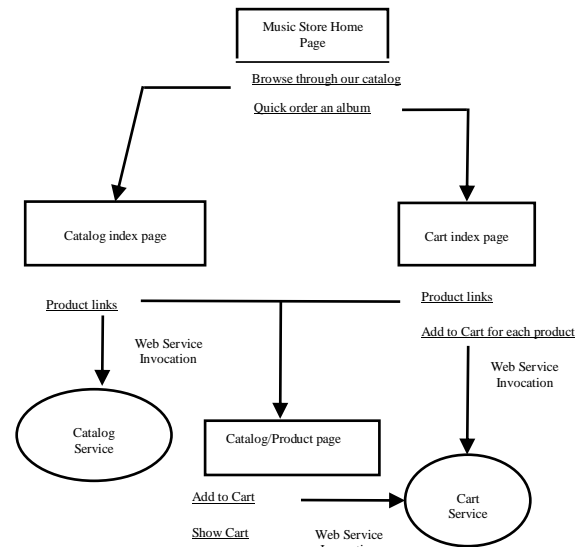 Music Store Home
Page
Browse through our catalog
Quick order an album
Catalog index page
Cart index page
Product links
Product links
Add to Cart for each product
Web Service
Invocation
Web Service
Invocation
Catalog
Service
Catalog/Product page
Add to Cart
Cart
Service
Show Cart
Web Service